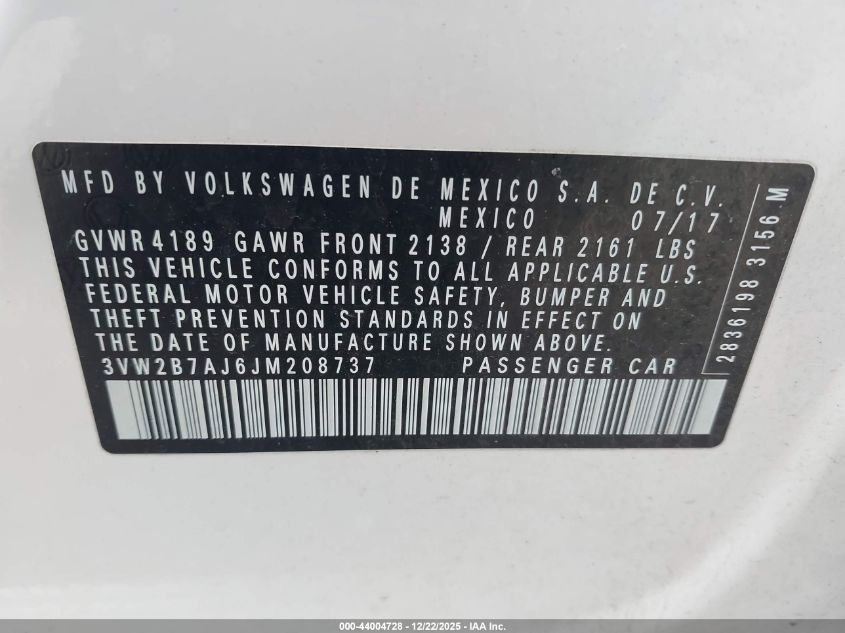 MFD BY VOLKSWAGEN DE MEXICO S.A. DE C.V.
MEXICO 07/17
GVWR 4189 GAWR FRONT 2138 / REAR 2161 LBS
THIS VEHICLE CONFORMS TO ALL APPLICABLE U.S.
FEDERAL MOTOR VEHICLE SAFETY, BUMPER AND
THEFT PREVENTION STANDARDS IN EFFECT ON
THE DATE OF MANUFACTURE SHOWN ABOVE.
3VW2B7AJ6JM208737 PASSENGER CAR
2836198 3156 M
000-44004728 - 12/22/2025 - IAA Inc.